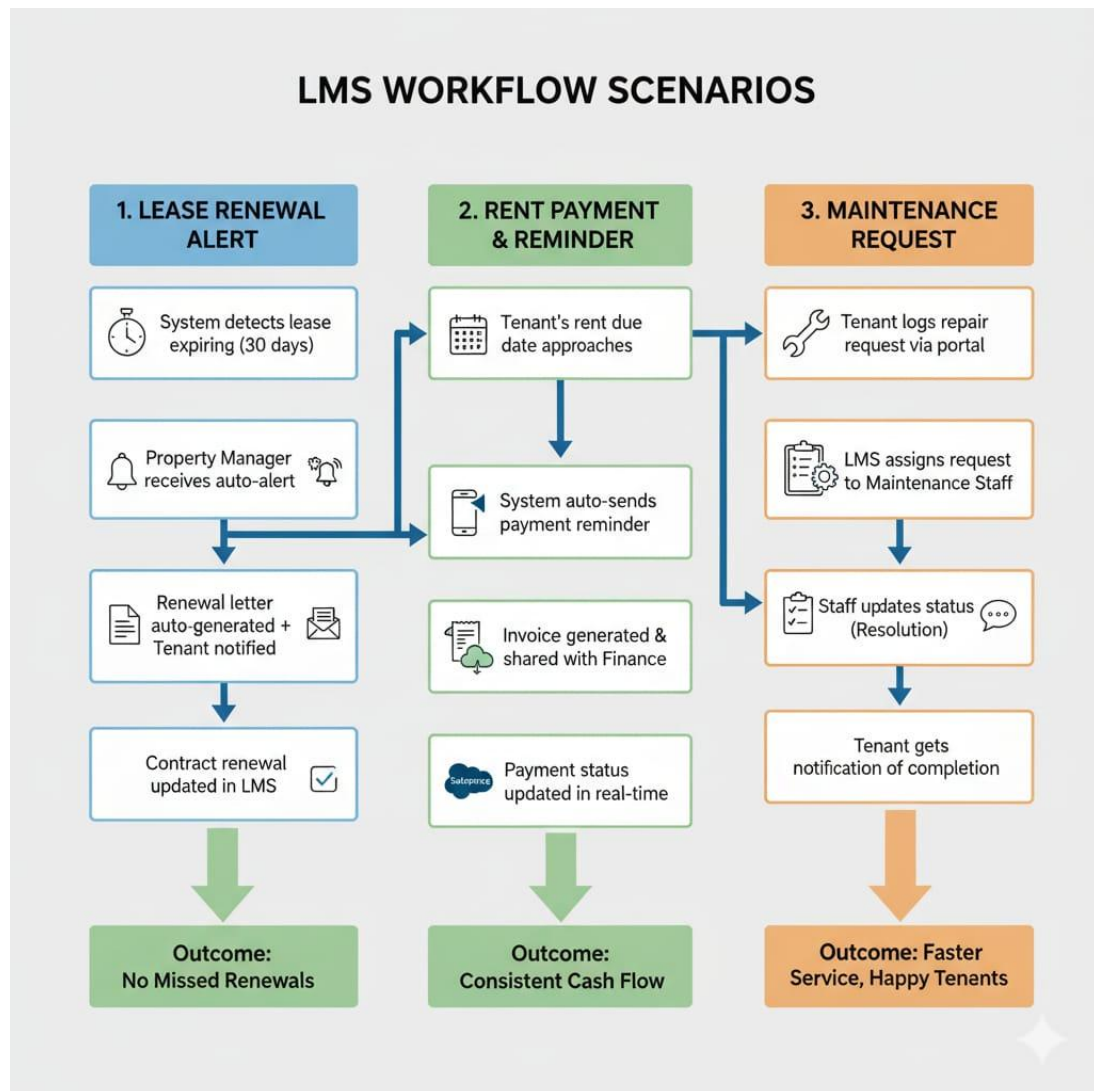 LMS WORKFLOW SCENARIOS
1. LEASE RENEWAL
ALERT
System detects lease
expiring (30 days)
Property Manager
receives auto-alert
Renewal letter
auto-generated +
Tenant notified
Contract renewal
updated in LMS
Outcome:
No Missed Renewals
2. RENT PAYMENT
& REMINDER
Tenant's rent due
date approaches
System auto-sends
payment reminder
Invoice generated &
shared with Finance
Payment status
updated in real-time
Outcome:
Consistent Cash Flow
3. MAINTENANCE
REQUEST
Tenant logs repair
request via portal
LMS assigns request
to Maintenance Staff
Staff updates status
(Resolution)
Tenant gets
notification of completion
Outcome: Faster
Service, Happy Tenants